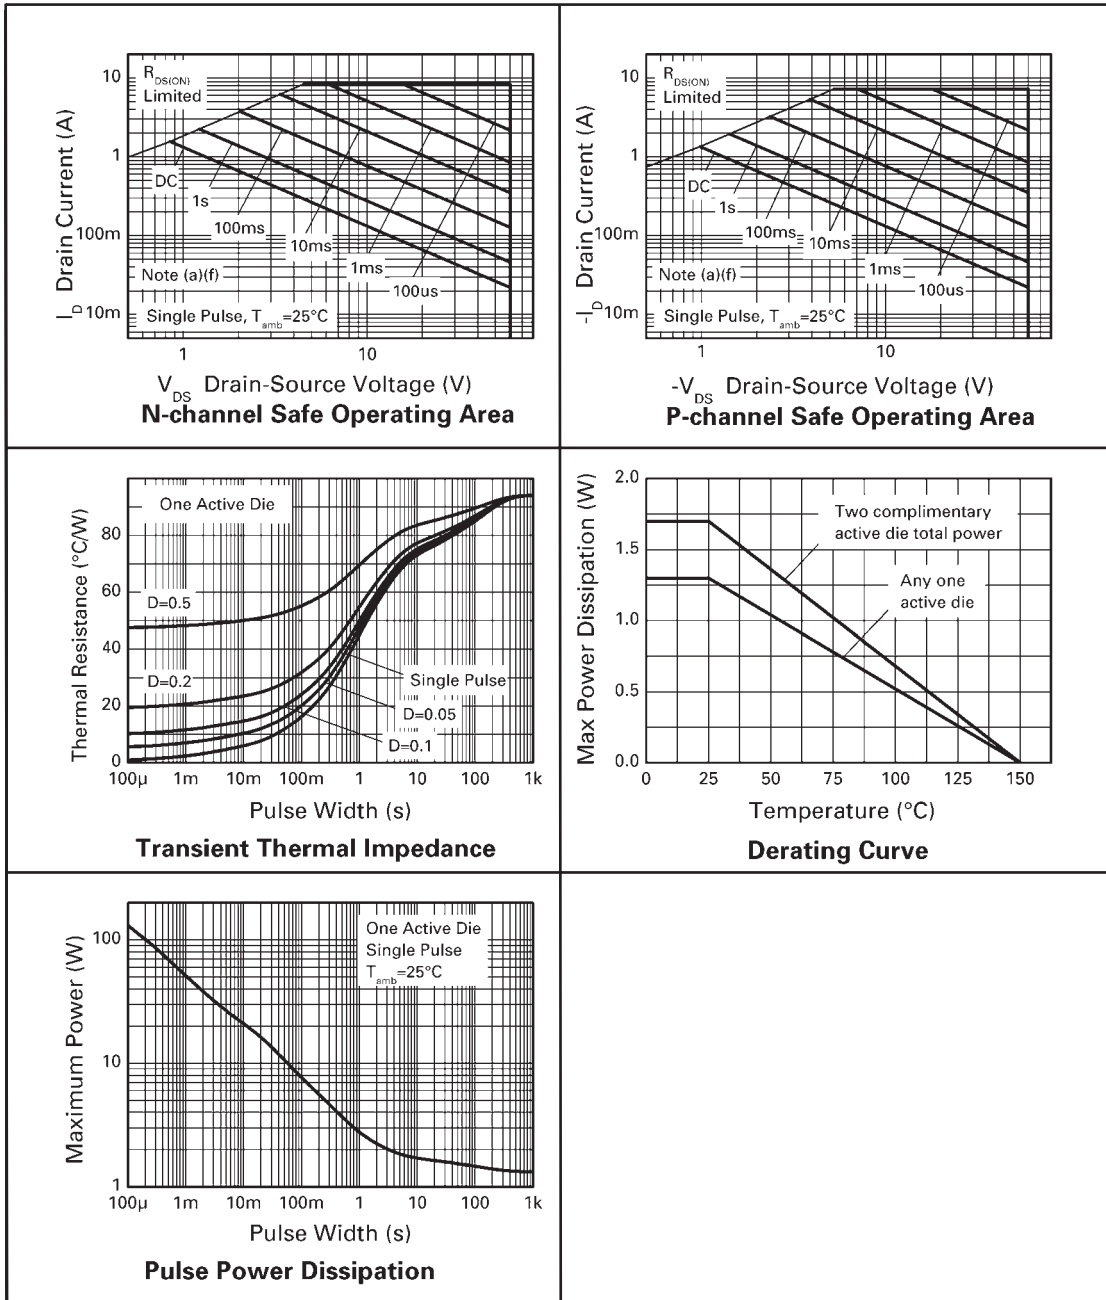 10
1
100m
10m
I_D Drain Current (A)
R_DS(ON)
Limited
DC
1s
100ms
10ms
1ms
100us
Note (a)(f)
Single Pulse, T_amb=25°C
1
10
V_DS Drain-Source Voltage (V)
N-channel Safe Operating Area
10
1
100m
10m
-I_D Drain Current (A)
R_DS(ON)
Limited
DC
1s
100ms
10ms
1ms
100us
Note (a)(f)
Single Pulse, T_amb=25°C
1
10
-V_DS Drain-Source Voltage (V)
P-channel Safe Operating Area
80
60
40
20
0
Thermal Resistance (°C/W)
One Active Die
D=0.5
D=0.2
Single Pulse
D=0.05
D=0.1
100µ 1m 10m 100m 1 10 100 1k
Pulse Width (s)
Transient Thermal Impedance
2.0
1.5
1.0
0.5
0.0
Max Power Dissipation (W)
Two complimentary
active die total power
Any one
active die
0 25 50 75 100 125 150
Temperature (°C)
Derating Curve
100
10
1
Maximum Power (W)
One Active Die
Single Pulse
T_amb=25°C
100µ 1m 10m 100m 1 10 100 1k
Pulse Width (s)
Pulse Power Dissipation